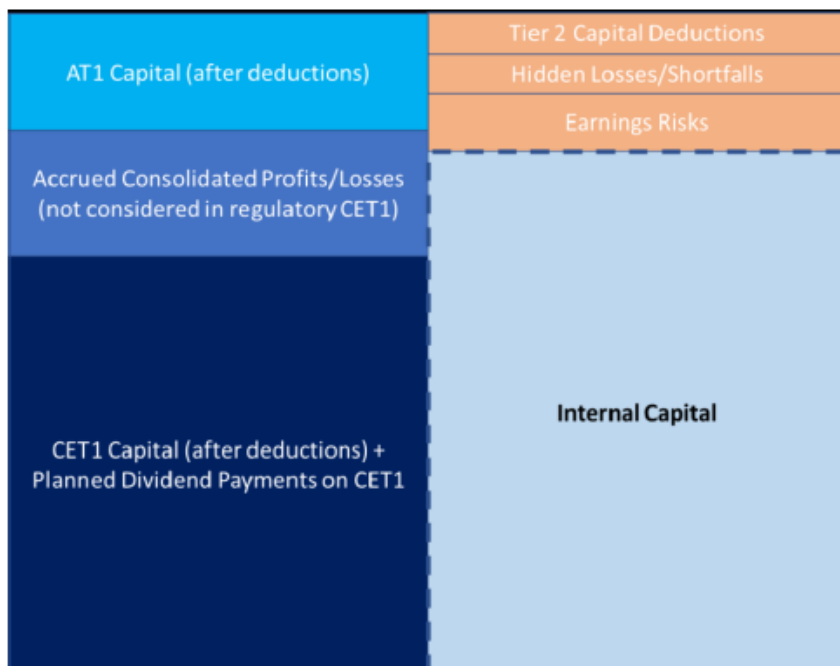 AT1 Capital (after deductions)
Accrued Consolidated Profits/Losses
(not considered in regulatory CET1)
CET1 Capital (after deductions) +
Planned Dividend Payments on CET1
Tier 2 Capital Deductions
Hidden Losses/Shortfalls
Earnings Risks
Internal Capital